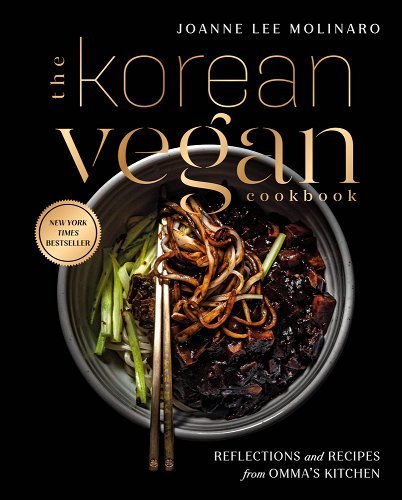 JOANNE LEE MOLINARO
the korean
vegan
cookbook
NEW YORK
TIMES
BESTSELLER
REFLECTIONS and RECIPES
from OMMA'S KITCHEN